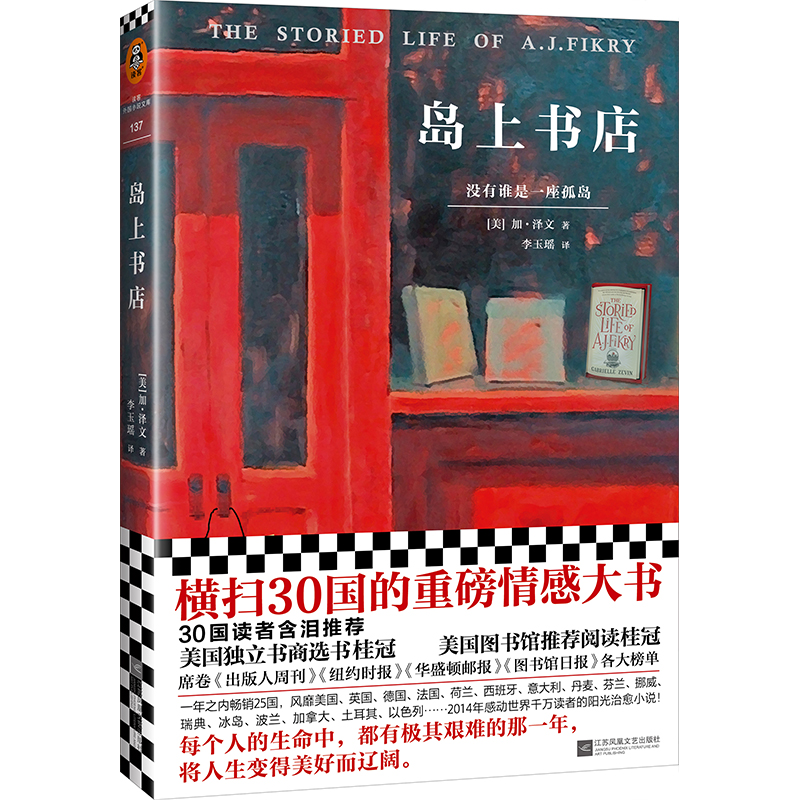 THE STORIED LIFE OF A.J.FIKRY
岛上书店
没有谁是一座孤岛
[美] 加·泽文 著
李玉瑶 译
THE
STORIED
LIFE OF
A.J.FIKRY
GABRIELLE ZEVIN
读客
137
岛上书店
[美]加·泽文 著
李玉瑶 译
横扫30国的重磅情感大书
30国读者含泪推荐
美国独立书商选书桂冠 美国图书馆推荐阅读桂冠
席卷《出版人周刊》《纽约时报》《华盛顿邮报》《图书馆日报》各大榜单
一年之内畅销25国，风靡美国、英国、德国、法国、荷兰、西班牙、意大利、丹麦、芬兰、挪威、
瑞典、冰岛、波兰、加拿大、土耳其、以色列……2014年感动世界千万读者的阳光治愈小说！
每个人的生命中，都有极其艰难的那一年，
将人生变得美好而辽阔。
江苏凤凰文艺出版社
JIANGSU PHOENIX LITERATURE AND
ART PUBLISHING